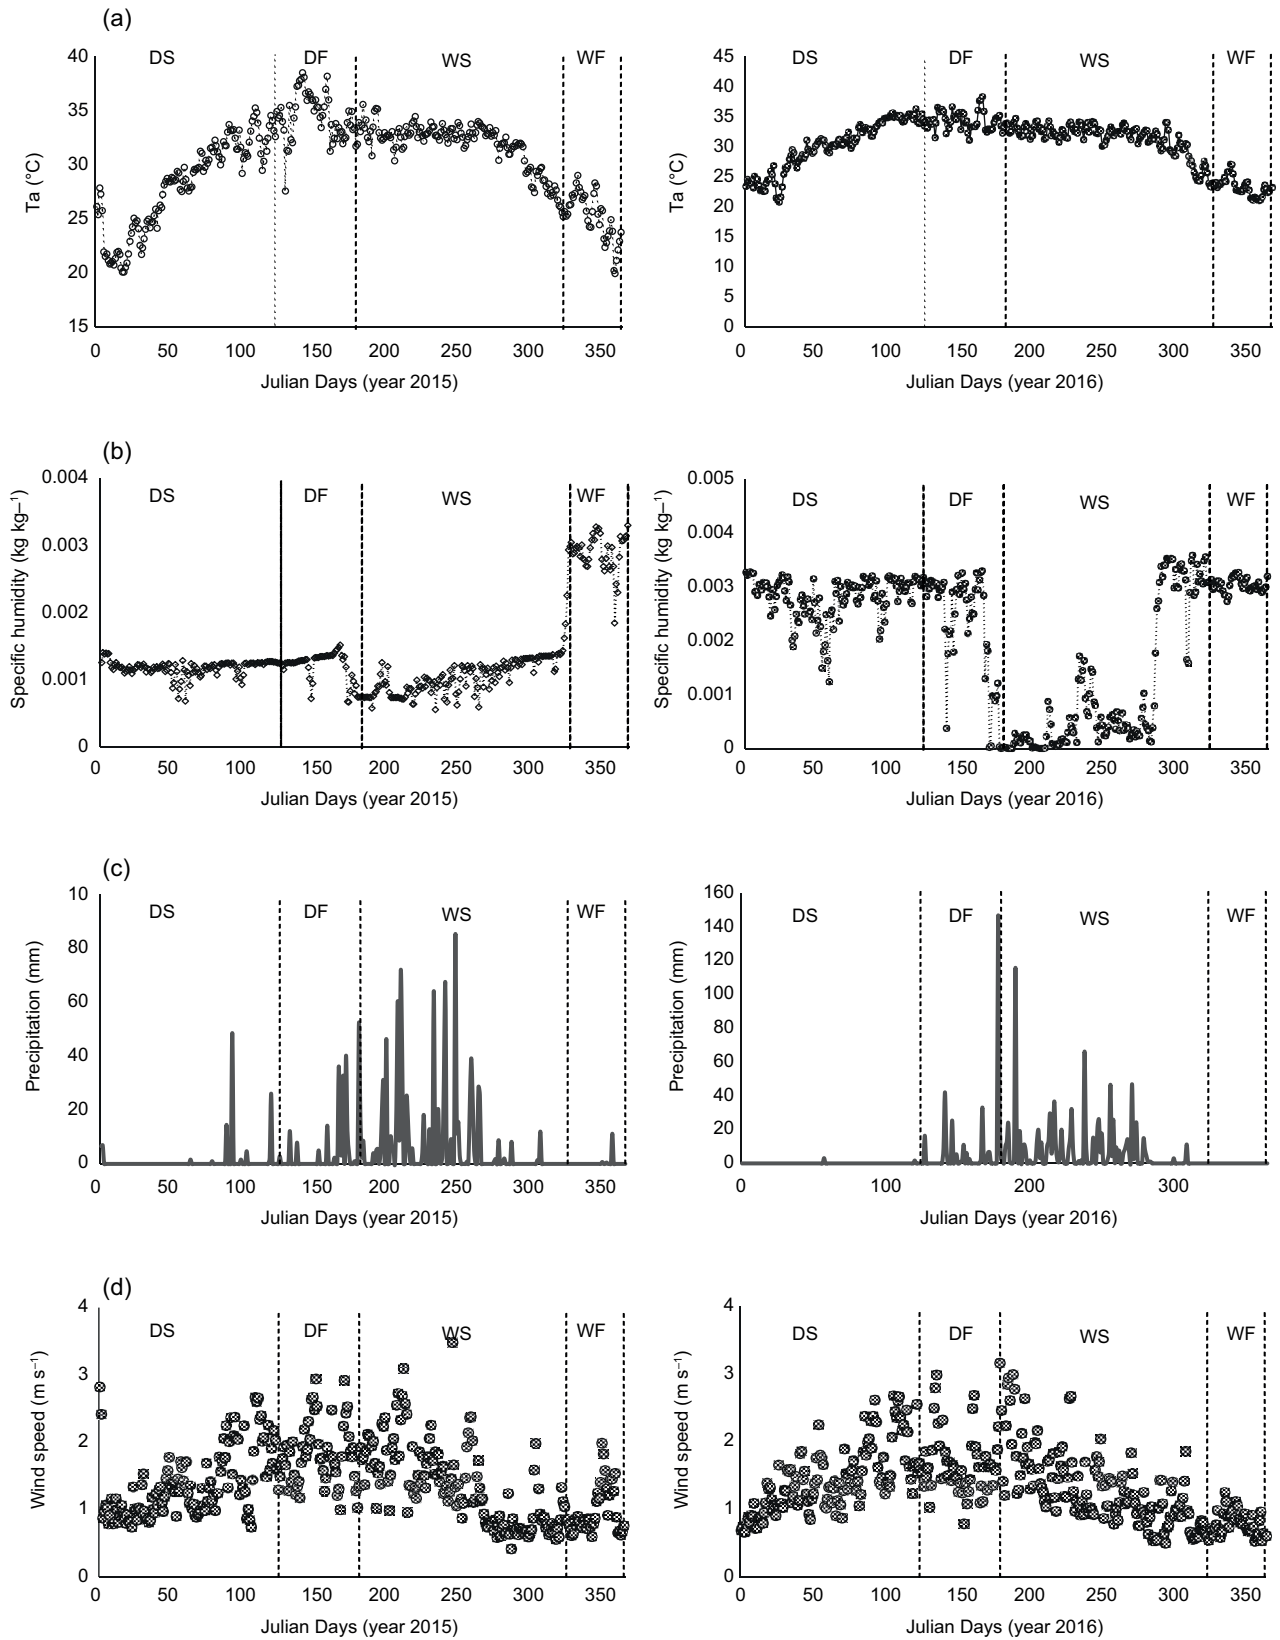 (a)
40 DS DF WS WF
35
30
25
20
15
Ta (°C)
0 50 100 150 200 250 300 350
Julian Days (year 2015)
45 DS DF WS WF
40
35
30
25
20
15
10
5
0
Ta (°C)
0 50 100 150 200 250 300 350
Julian Days (year 2016)
(b)
0.004
DS DF WS WF
0.003
0.002
0.001
0
Specific humidity (kg kg–1)
0 50 100 150 200 250 300 350
Julian Days (year 2015)
0.005
DS DF WS WF
0.004
0.003
0.002
0.001
0
Specific humidity (kg kg–1)
0 50 100 150 200 250 300 350
Julian Days (year 2016)
(c)
10
DS DF WS WF
80
60
40
20
0
Precipitation (mm)
0 50 100 150 200 250 300 350
Julian Days (year 2015)
160
DS DF WS WF
140
120
100
80
60
40
20
0
Precipitation (mm)
0 100 200 300
Julian Days (year 2016)
(d)
4
DS DF WS WF
3
2
1
0
Wind speed (m s–1)
0 50 100 150 200 250 300 350
Julian Days (year 2015)
4
DS DF WS WF
3
2
1
0
Wind speed (m s–1)
0 50 100 150 200 250 300 350
Julian Days (year 2016)